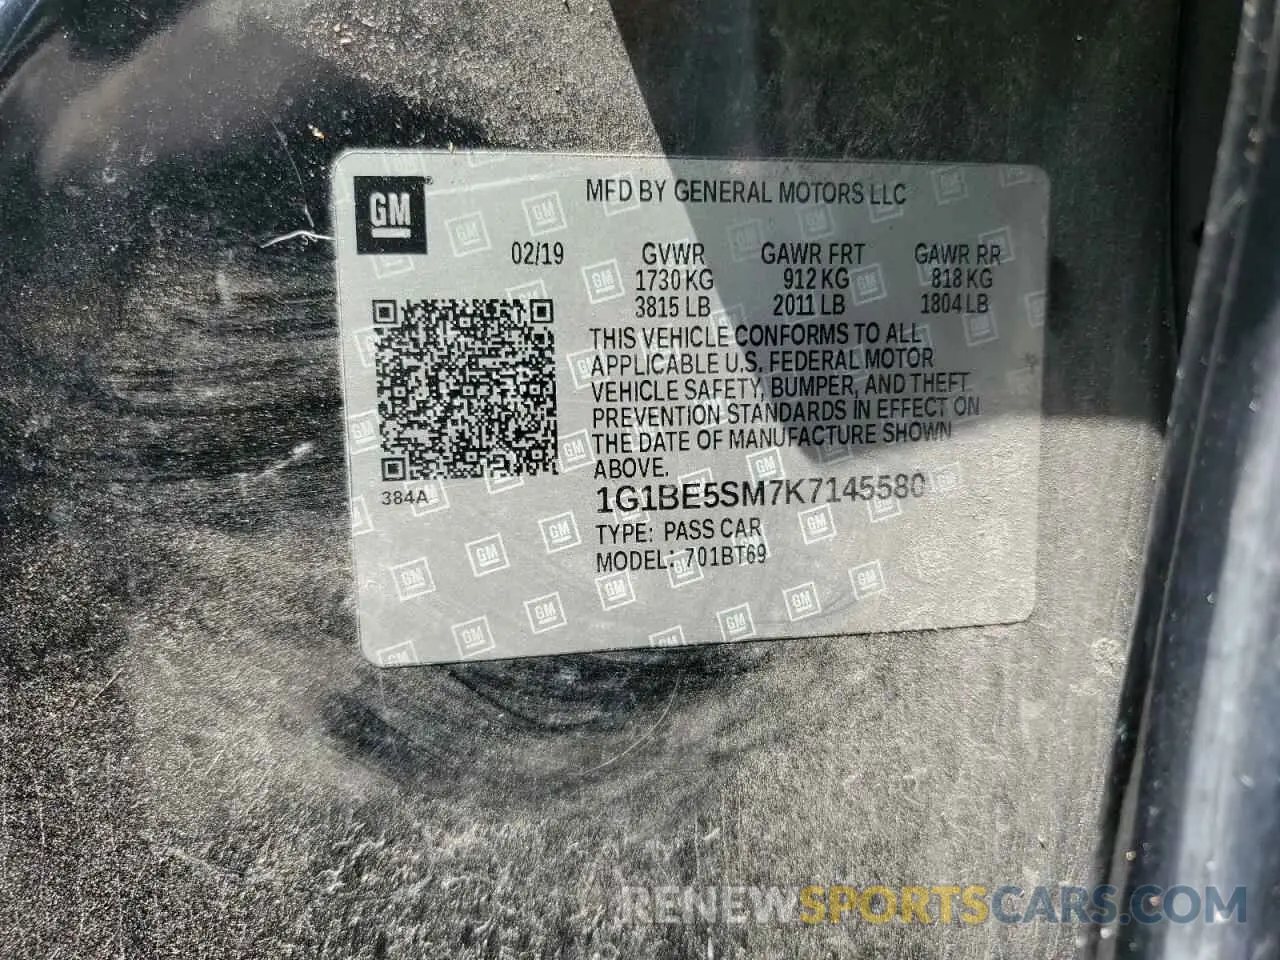 GM
MFD BY GENERAL MOTORS LLC
02/19 GVWR GAWR FRT GAWR RR
1730 KG 912 KG 818 KG
3815 LB 2011 LB 1804 LB
THIS VEHICLE CONFORMS TO ALL
APPLICABLE U.S. FEDERAL MOTOR
VEHICLE SAFETY, BUMPER, AND THEFT
PREVENTION STANDARDS IN EFFECT ON
THE DATE OF MANUFACTURE SHOWN
ABOVE.
384A
1G1BE5SM7K7145580
TYPE: PASS CAR
MODEL: 701BT69
RENEWSPORTSCARS.COM